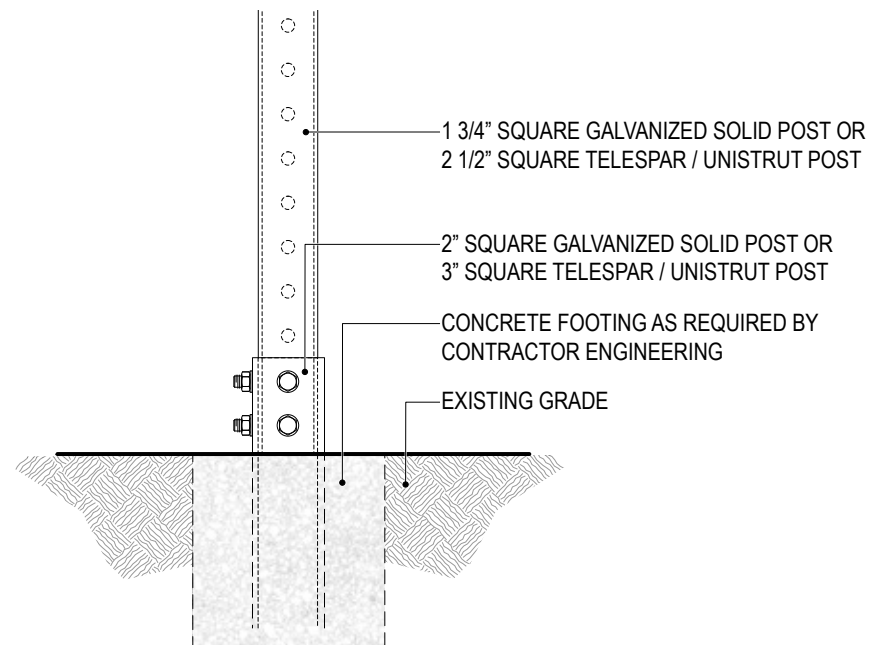 1 3/4” SQUARE GALVANIZED SOLID POST OR
2 1/2” SQUARE TELESPAR / UNISTRUT POST
2” SQUARE GALVANIZED SOLID POST OR
3” SQUARE TELESPAR / UNISTRUT POST
CONCRETE FOOTING AS REQUIRED BY
CONTRACTOR ENGINEERING
EXISTING GRADE